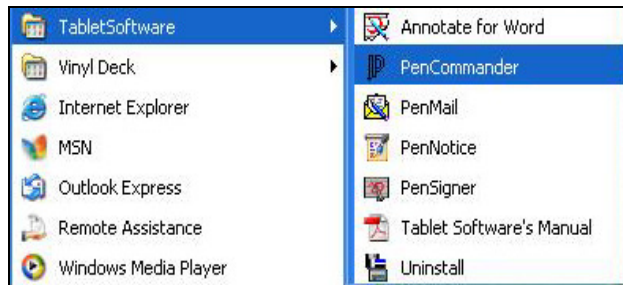 TabletSoftware
Vinyl Deck
Internet Explorer
MSN
Outlook Express
Remote Assistance
Windows Media Player
Annotate for Word
PenCommander
PenMail
PenNotice
PenSigner
Tablet Software's Manual
Uninstall